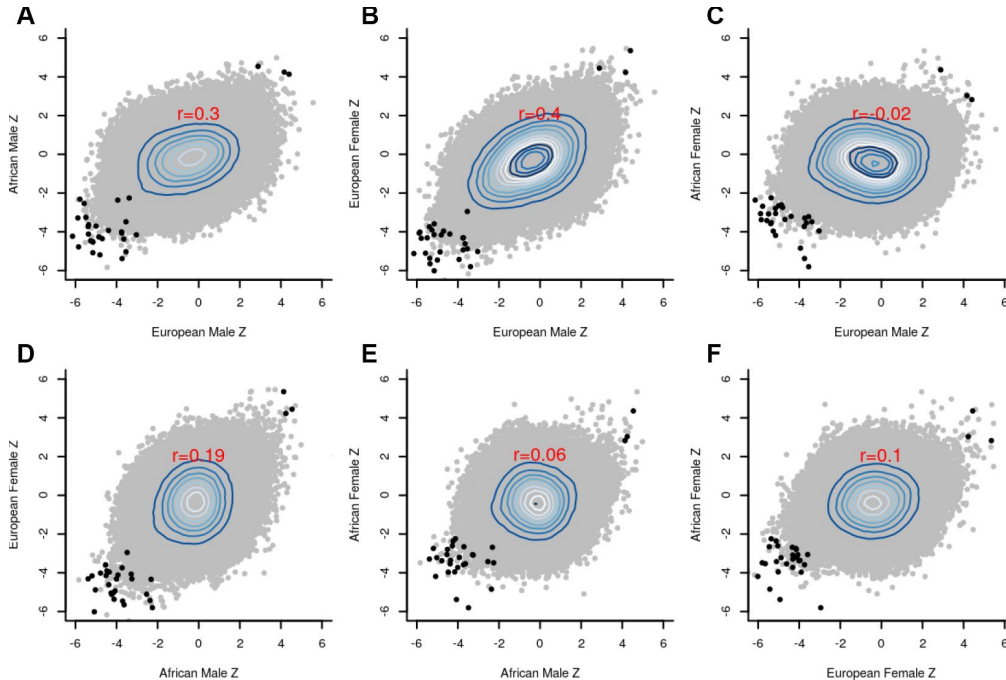 A
6
4
2
0
-2
-4
-6
African Male Z
r=0.3
-6 -4 -2 0 2 4 6
European Male Z
B
6
4
2
0
-2
-4
-6
European Female Z
r=0.4
-6 -4 -2 0 2 4 6
European Male Z
C
6
4
2
0
-2
-4
-6
African Female Z
r=-0.02
-6 -4 -2 0 2 4 6
European Male Z
D
6
4
2
0
-2
-4
-6
European Female Z
r=0.19
-6 -4 -2 0 2 4 6
African Male Z
E
6
4
2
0
-2
-4
-6
African Female Z
r=0.06
-6 -4 -2 0 2 4 6
African Male Z
F
6
4
2
0
-2
-4
-6
African Female Z
r=0.1
-6 -4 -2 0 2 4 6
European Female Z